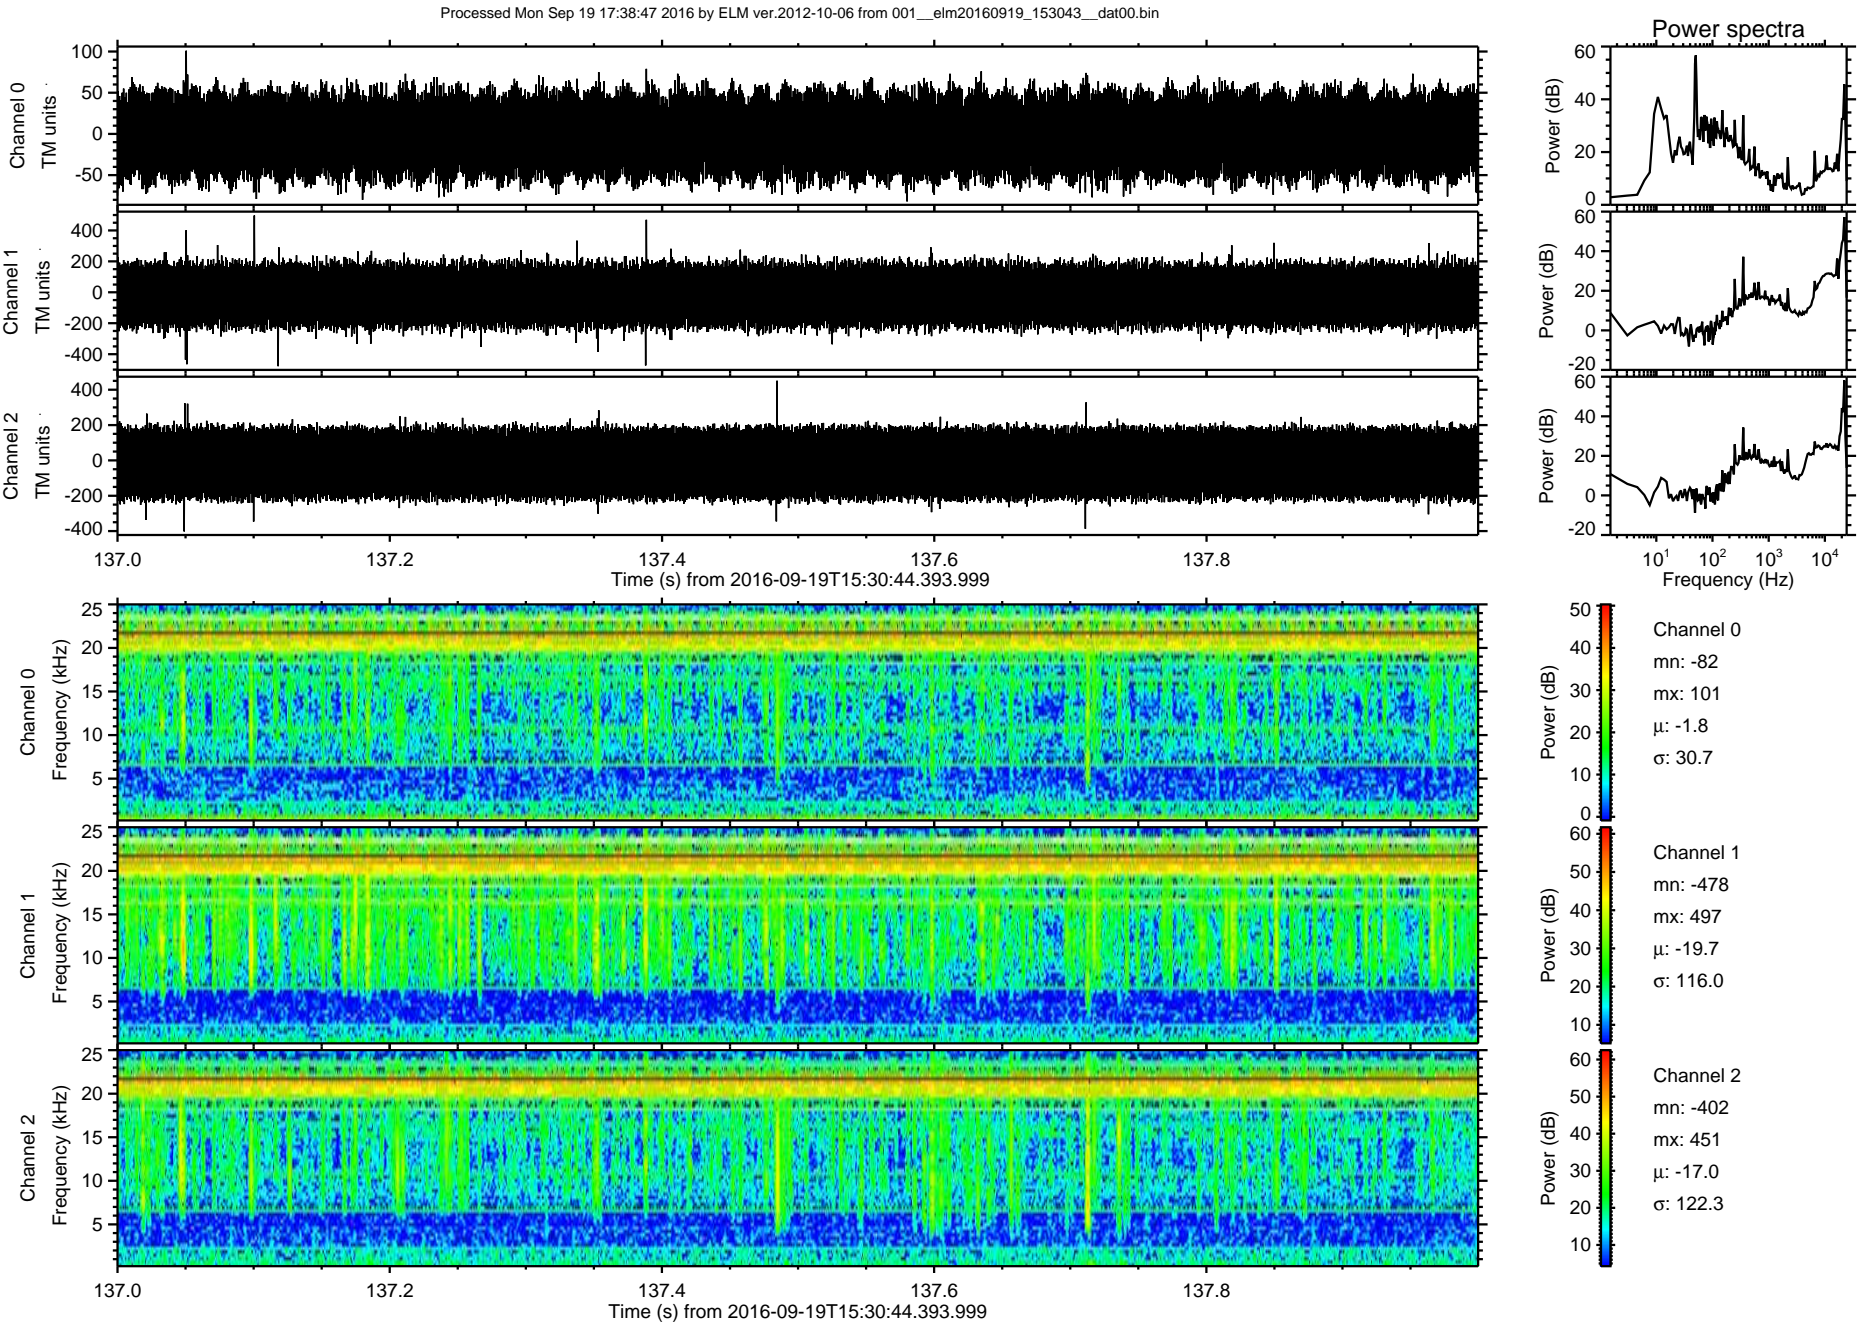 Processed Mon Sep 19 17:38:47 2016 by ELM ver.2012-10-06 from 001__elm20160919_153043__dat00.bin
Power spectra
Channel 0
TM units
100
50
0
-50
Power (dB)
60
40
20
0
Channel 1
TM units
400
200
0
-200
-400
Power (dB)
60
40
20
0
-20
Channel 2
TM units
400
200
0
-200
-400
Power (dB)
60
40
20
0
-20
137.0 137.2 137.4 137.6 137.8
Time (s) from 2016-09-19T15:30:44.393.999
10^1 10^2 10^3 10^4
Frequency (Hz)
Channel 0
Frequency (kHz)
25
20
15
10
5
Power (dB)
50
40
30
20
10
0
Channel 0
mn: -82
mx: 101
μ: -1.8
σ: 30.7
Channel 1
Frequency (kHz)
25
20
15
10
5
Power (dB)
60
50
40
30
20
10
Channel 1
mn: -478
mx: 497
μ: -19.7
σ: 116.0
Channel 2
Frequency (kHz)
25
20
15
10
5
Power (dB)
60
50
40
30
20
10
Channel 2
mn: -402
mx: 451
μ: -17.0
σ: 122.3
137.0 137.2 137.4 137.6 137.8
Time (s) from 2016-09-19T15:30:44.393.999